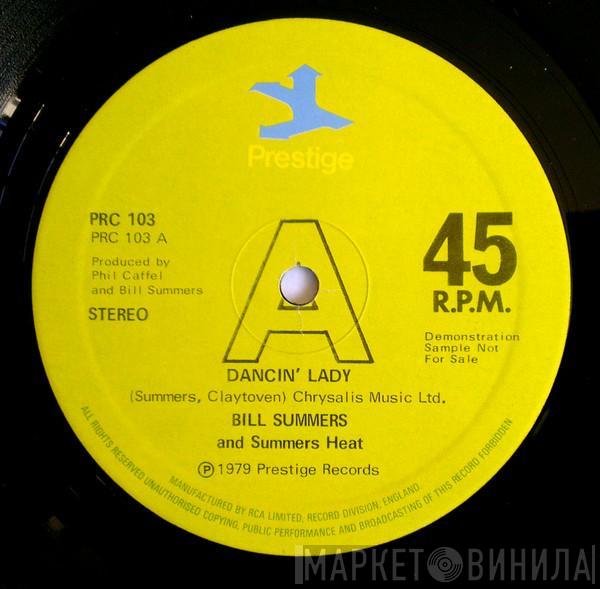 Prestige
PRC 103
PRC 103 A
Produced by
Phil Caffel
and Bill Summers
STEREO
A
45
R.P.M.
Demonstration
Sample Not
For Sale
DANCIN' LADY
(Summers, Claytoven) Chrysalis Music Ltd.
BILL SUMMERS
and Summers Heat
Ⓟ 1979 Prestige Records
MANUFACTURED BY RCA LIMITED; RECORD DIVISION, ENGLAND.
ALL RIGHTS RESERVED UNAUTHORISED COPYING, PUBLIC PERFORMANCE AND BROADCASTING OF THIS RECORD FORBIDDEN
МАРКЕТ ВИНИЛА